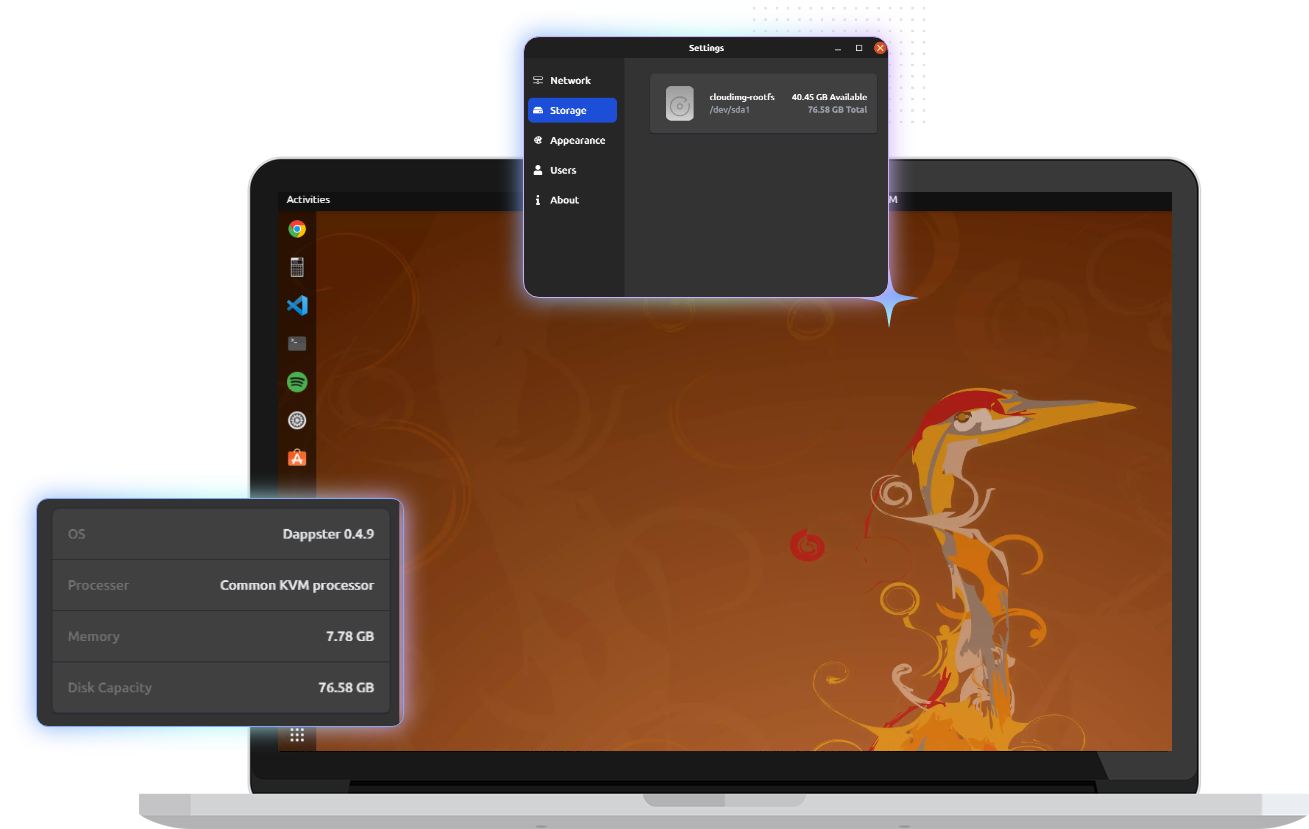 Settings
Network
Storage
Appearance
Users
About
cloudimg-rootfs 40.45 GB Available
/dev/sda1 76.58 GB Total
Activities
M
OS Dappster 0.4.9
Processer Common KVM processor
Memory 7.78 GB
Disk Capacity 76.58 GB